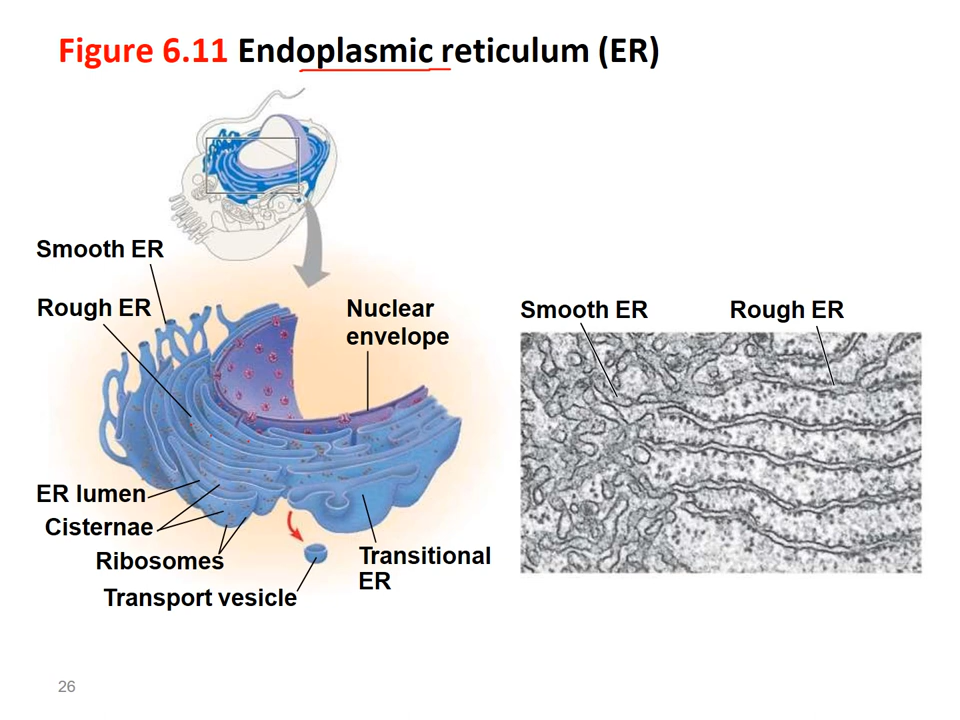 Figure 6.11 Endoplasmic reticulum (ER)
Smooth ER
Rough ER
Nuclear
envelope
ER lumen
Cisternae
Ribosomes
Transport vesicle
Transitional
ER
Smooth ER
Rough ER
26